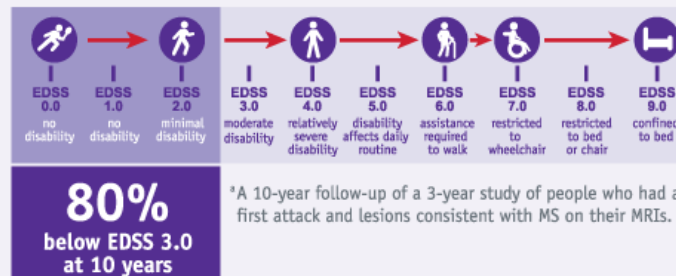 EDSS EDSS EDSS EDSS EDSS EDSS EDSS EDSS EDSS EDSS
0.0 1.0 2.0 3.0 4.0 5.0 6.0 7.0 8.0 9.0
no disability
no disability
minimal disability
moderate disability
relatively severe disability
disability affects daily routine
assistance required to walk
restricted to wheelchair
restricted to bed or chair
confined to bed
80%
below EDSS 3.0
at 10 years
ᵃA 10-year follow-up of a 3-year study of people who had a
first attack and lesions consistent with MS on their MRIs.